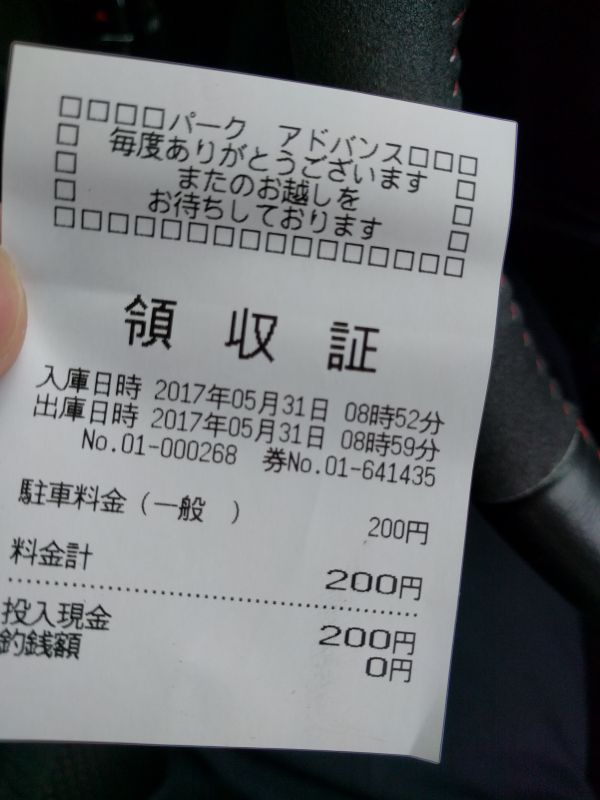 □□□□パーク　アドバンス□□□
□ 毎度ありがとうございます □
□ またのお越しを □
□ お待ちしております □
□□□□□□□□□□□□□□□□
領　収　証
入庫日時 2017年05月31日 08時52分
出庫日時 2017年05月31日 08時59分
No.01-000268　券No.01-641435
駐車料金（一般　） 200円
料金計 200円
投入現金 200円
釣銭額 0円